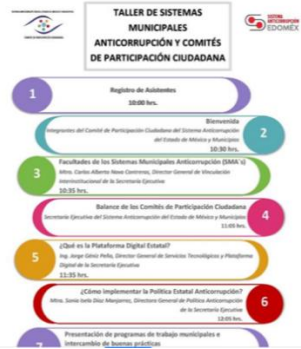 TALLER DE SISTEMAS
MUNICIPALES
ANTICORRUPCIÓN Y COMITÉS
DE PARTICIPACIÓN CIUDADANA
SISTEMA
ANTICORRUPCIÓN
EDOMÉX
1
Registro de Asistentes
10:00 hrs.
Bienvenida
Integrantes del Comité de Participación Ciudadana del Sistema Anticorrupción
del Estado de México y Municipios
10:30 hrs.
2
3
Facultades de los Sistemas Municipales Anticorrupción (SMA´s)
Mtro. Carlos Alberto Nava Contreras, Director General de Vinculación
Interinstitucional de la Secretaría Ejecutiva
10:35 hrs.
Balance de los Comités de Participación Ciudadana
Secretaria Ejecutiva del Sistema Anticorrupción del Estado de México y Municipios
11:05 hrs.
4
5
¿Qué es la Plataforma Digital Estatal?
Ing. Jorge Géniz Peña, Director General de Servicios Tecnológicos y Plataforma
Digital de la Secretaría Ejecutiva
11:35 hrs.
¿Cómo implementar la Política Estatal Anticorrupción?
Mtra. Sonia Isela Díaz Manjarrez, Directora General de Política Anticorrupción
de la Secretaría Ejecutiva
12:05 hrs.
6
7
Presentación de programas de trabajo municipales e
intercambio de buenas prácticas